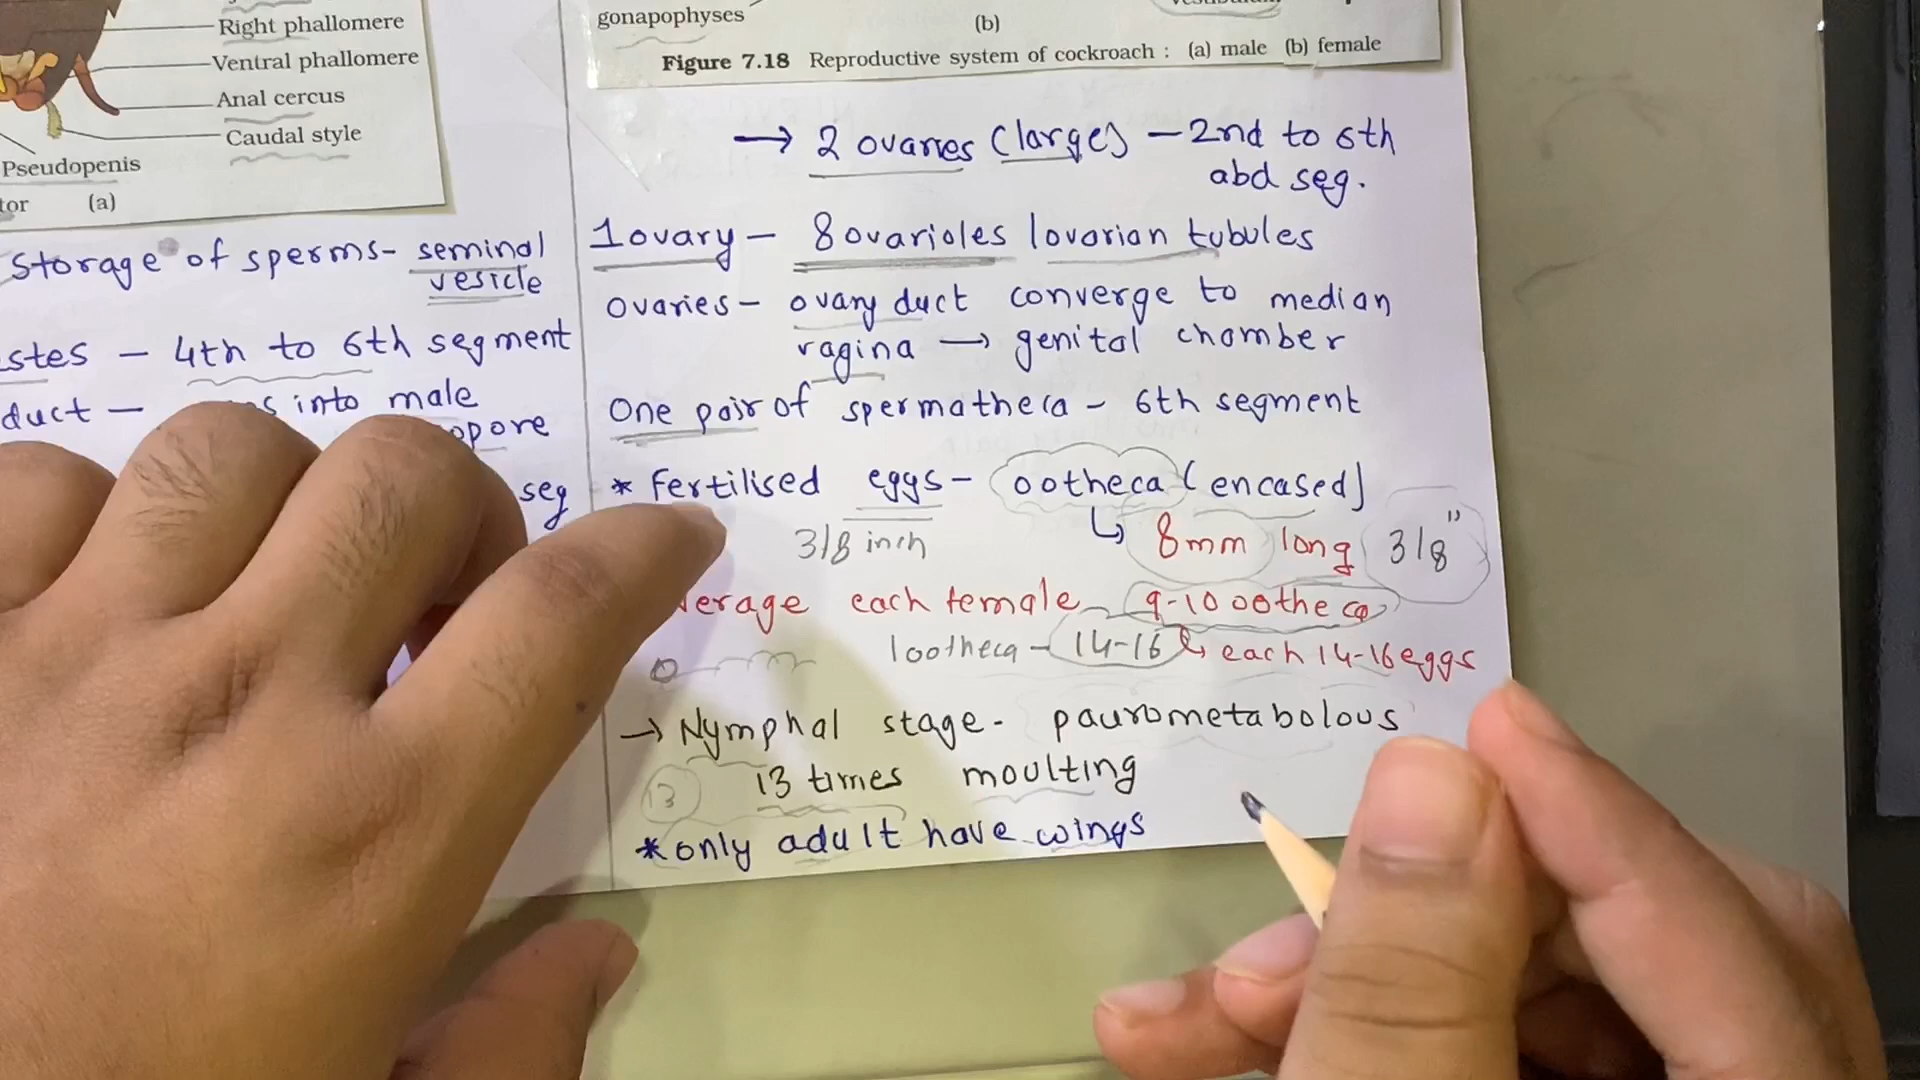 Right phallomere
Ventral phallomere
Anal cercus
Caudal style
Pseudopenis
tor (a)
gonapophyses
(b)
Figure 7.18 Reproductive system of cockroach : (a) male (b) female
Storage of sperms- seminal
vesicle
stes - 4th to 6th segment
duct - into male
opore
seg
→ 2 ovaries (large) - 2nd to 6th
abd seg.
1 ovary - 8 ovarioles / ovarian tubules
ovaries - ovary duct converge to median
vagina → genital chamber
One pair of spermatheca - 6th segment
* Fertilised eggs - ootheca (encased)
3/8 inch ↳ 8mm long 3/8"
verage each female 9-10 ootheca
1 ootheca - 14-16 ↳ each 14-16 eggs
→ Nymphal stage - paurometabolous
13 13 times moulting
* only adult have wings